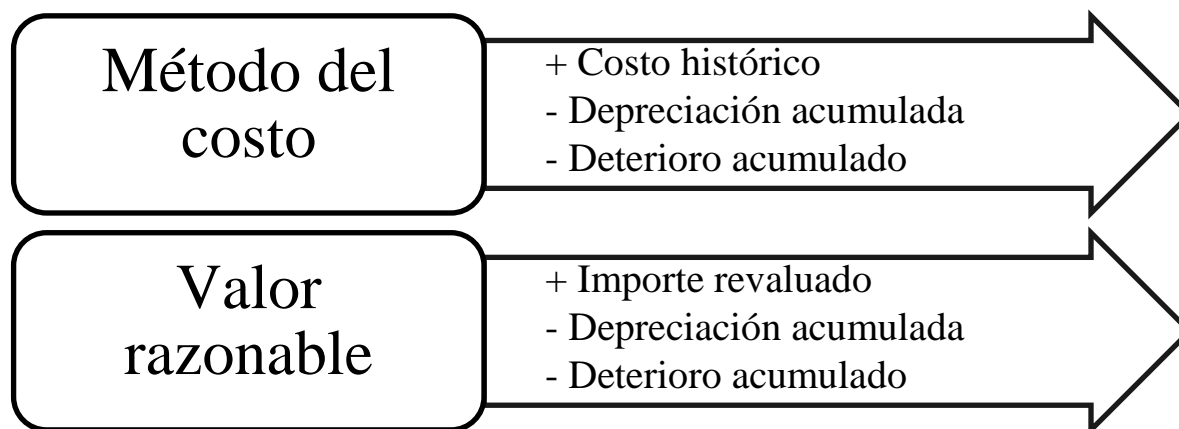 Método del
costo
+ Costo histórico
- Depreciación acumulada
- Deterioro acumulado
Valor
razonable
+ Importe revaluado
- Depreciación acumulada
- Deterioro acumulado